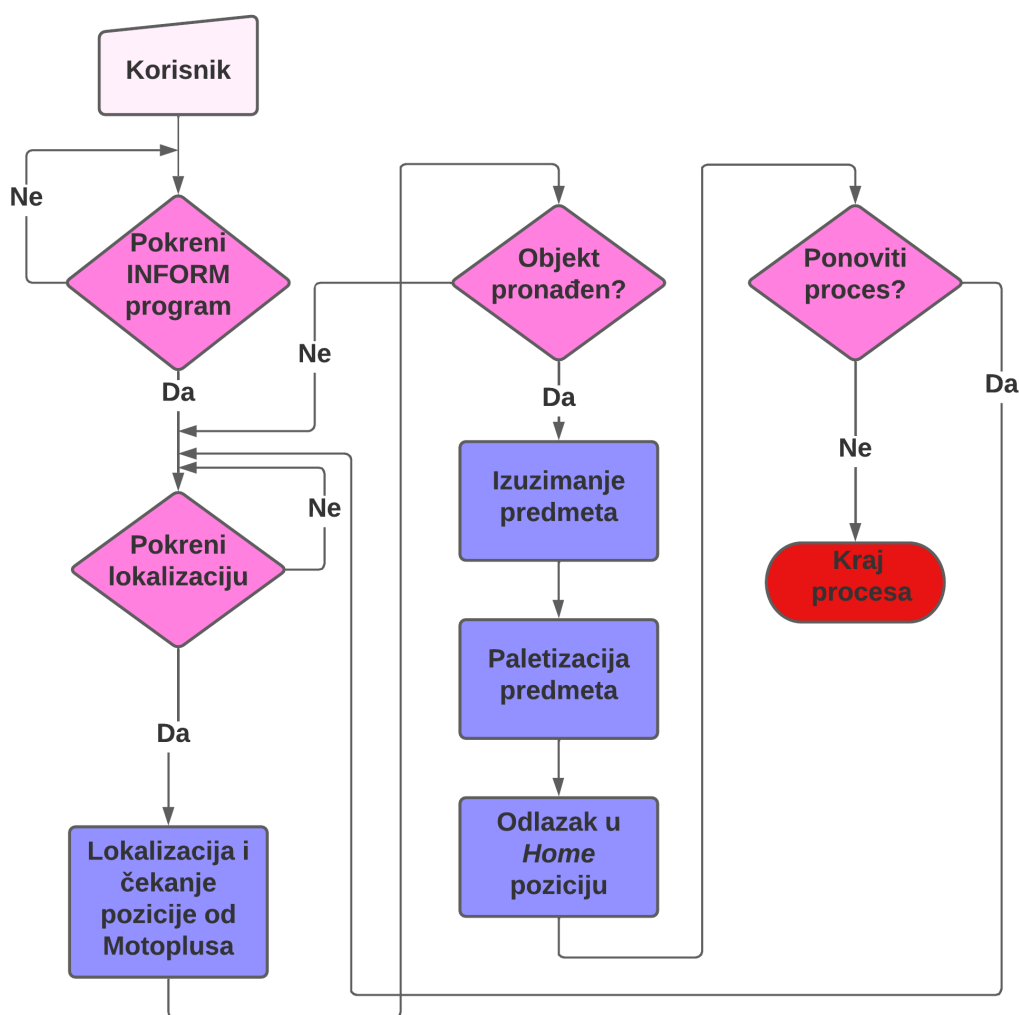 Korisnik
Ne
Pokreni
INFORM
program
Da
Ne
Pokreni
lokalizaciju
Ne
Da
Lokalizacija i
čekanje
pozicije od
Motoplusa
Objekt
pronađen?
Da
Izuzimanje
predmeta
Paletizacija
predmeta
Odlazak u
Home
poziciju
Ponoviti
proces?
Da
Ne
Kraj
procesa